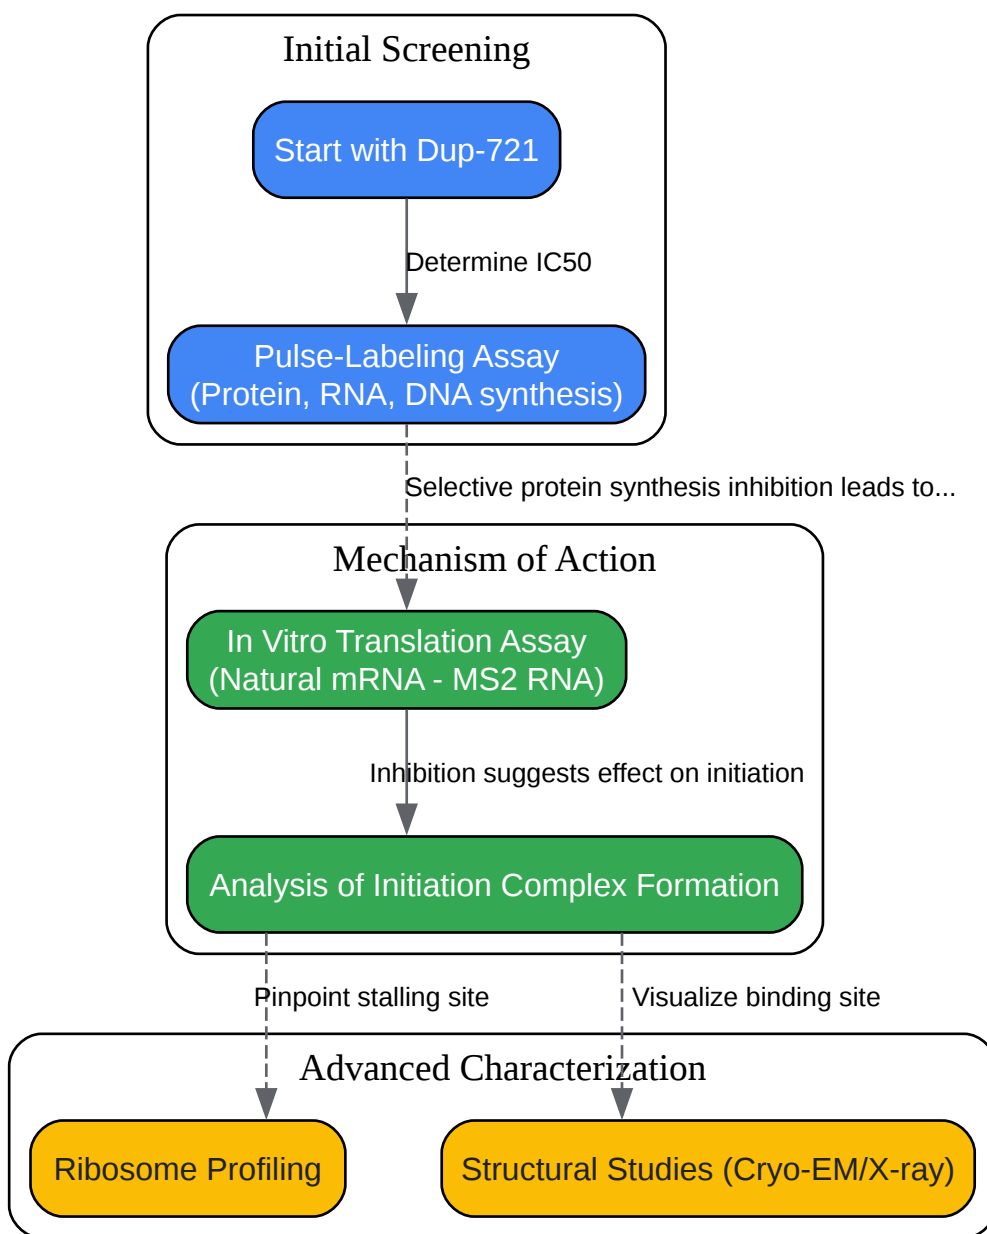 Initial Screening
Start with Dup-721
Determine IC50
Pulse-Labeling Assay
(Protein, RNA, DNA synthesis)
Selective protein synthesis inhibition leads to...
Mechanism of Action
In Vitro Translation Assay
(Natural mRNA - MS2 RNA)
Inhibition suggests effect on initiation
Analysis of Initiation Complex Formation
Pinpoint stalling site
Visualize binding site
Advanced Characterization
Ribosome Profiling
Structural Studies (Cryo-EM/X-ray)